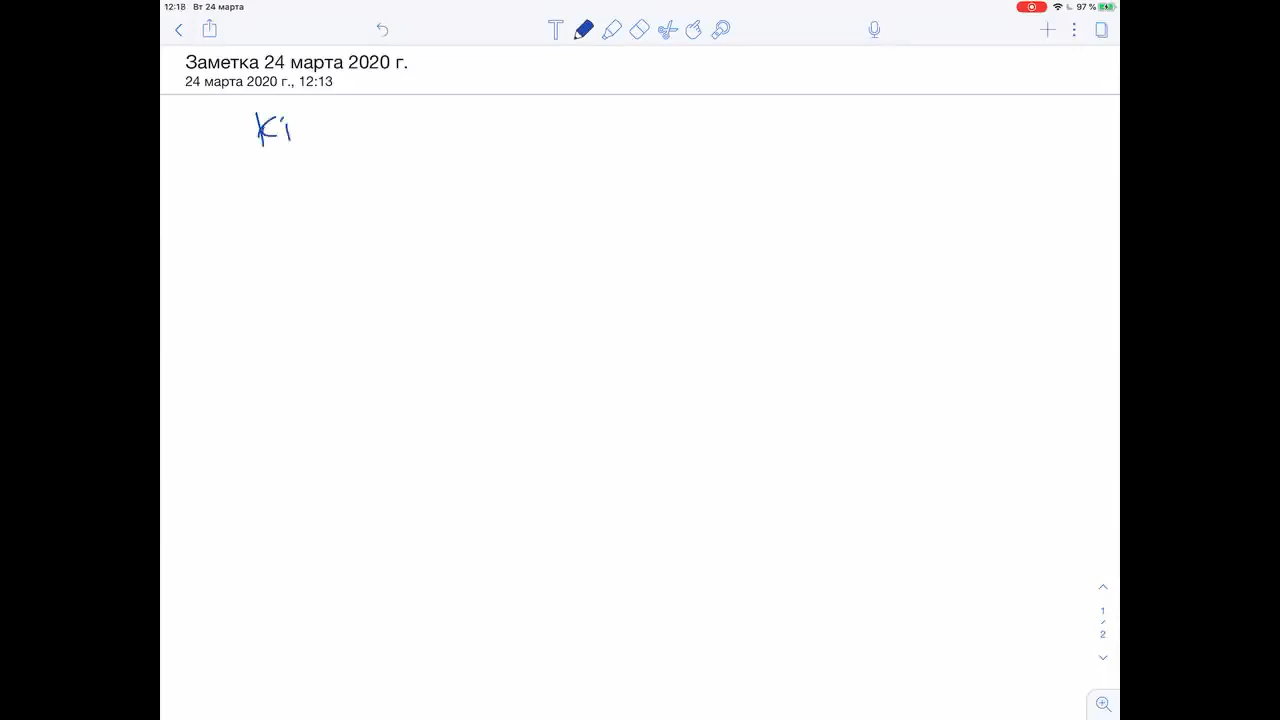 12:18 Вт 24 марта 97 %
T
Заметка 24 марта 2020 г.
24 марта 2020 г., 12:13
Ki
1
2